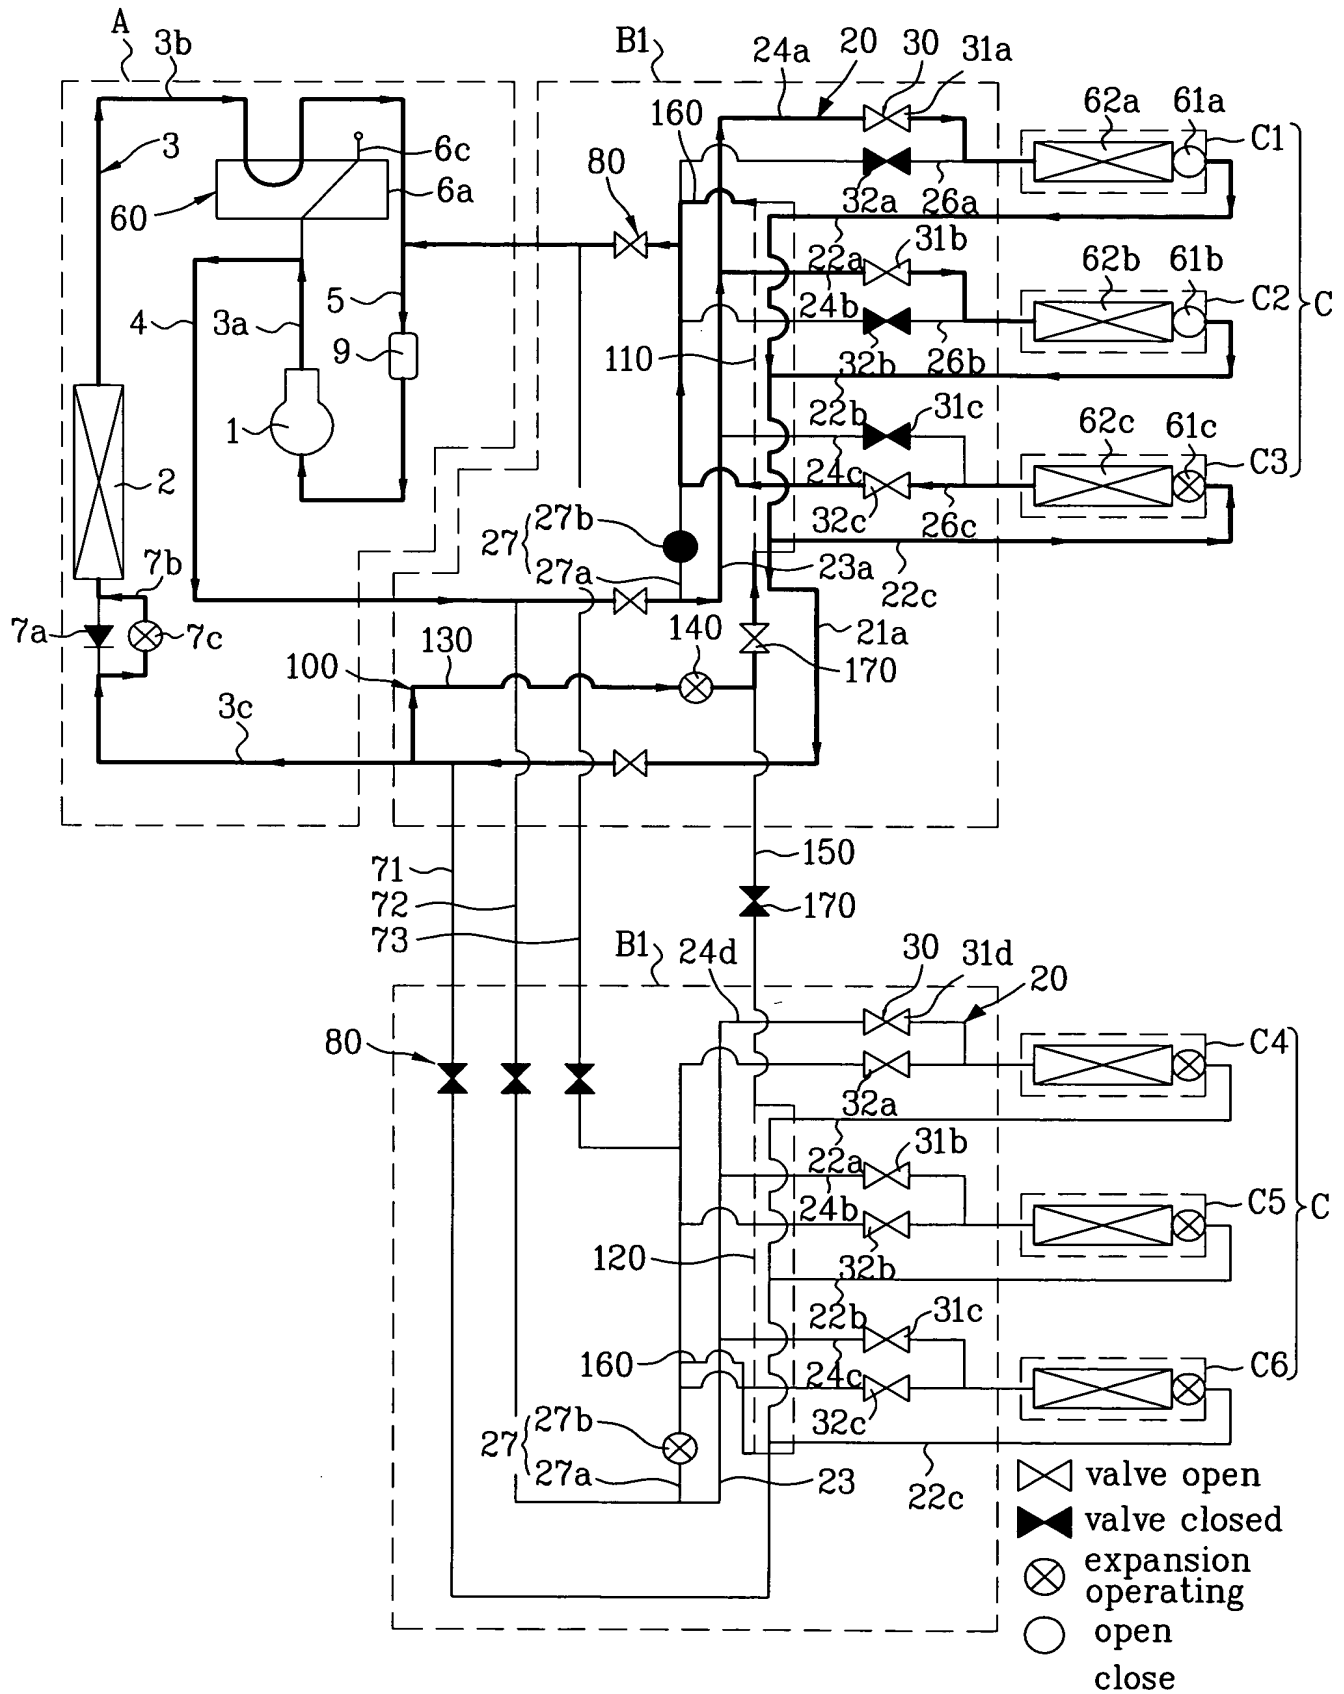 A
3b
B1
24a
20
30
31a
62a
61a
C1
3
160
6c
80
6a
60
32a
26a
22a
31b
62b
61b
C2
C
24b
5
4
3a
9
110
32b
26b
22b
31c
62c
61c
C3
1
2
24c
32c
26c
27
27b
27a
23a
22c
7b
7a
7c
140
21a
130
170
100
3c
150
71
72
170
73
B1
24d
30
31d
20
80
C4
32a
22a
31b
24b
C5
C
120
32b
22b
31c
160
24c
C6
32c
27
27b
27a
23
22c
valve open
valve closed
expansion
operating
open
close